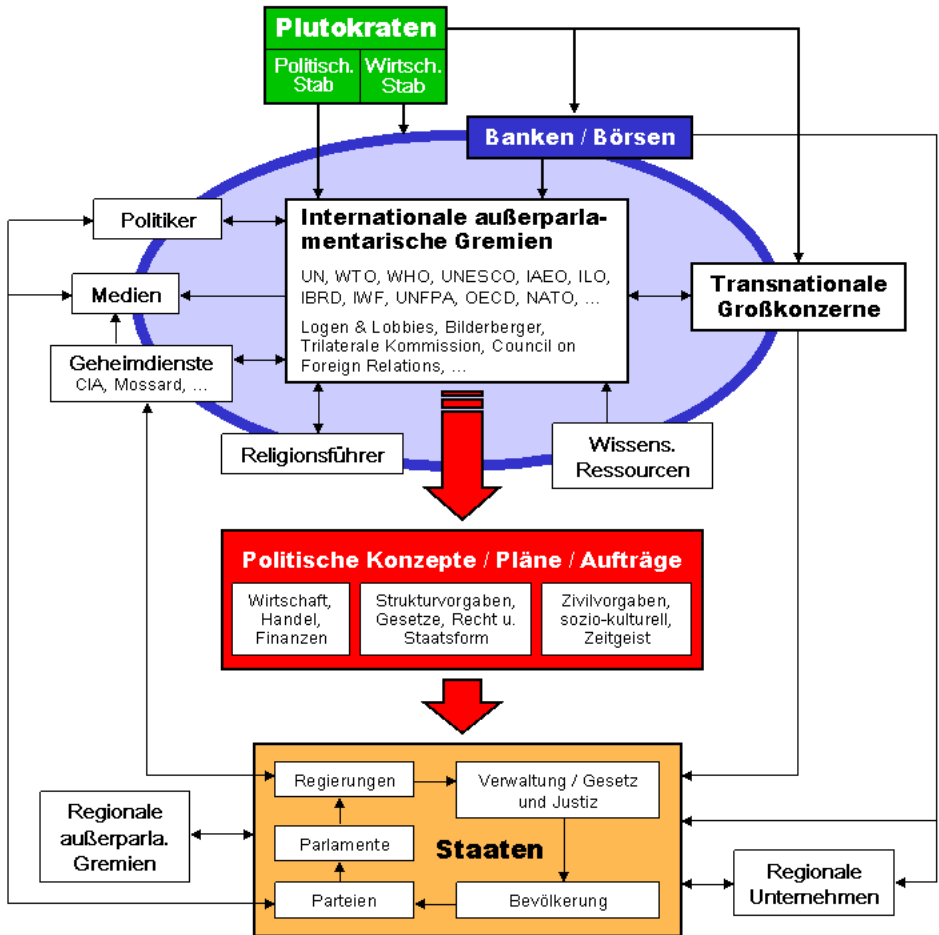 Plutokraten
Politisch.
Stab
Wirtsch.
Stab
Banken / Börsen
Politiker
Internationale außerparla-
mentarische Gremien
UN, WTO, WHO, UNESCO, IAEO, ILO,
IBRD, IWF, UNFPA, OECD, NATO, ...
Logen & Lobbies, Bilderberger,
Trilaterale Kommission, Council on
Foreign Relations, ...
Medien
Transnationale
Großkonzerne
Geheimdienste
CIA, Mossard, ...
Religionsführer
Wissens.
Ressourcen
Politische Konzepte / Pläne / Aufträge
Wirtschaft,
Handel,
Finanzen
Strukturvorgaben,
Gesetze, Recht u.
Staatsform
Zivilvorgaben,
sozio-kulturell,
Zeitgeist
Regierungen
Verwaltung / Gesetz
und Justiz
Regionale
außerparla.
Gremien
Parlamente
Staaten
Parteien
Bevölkerung
Regionale
Unternehmen